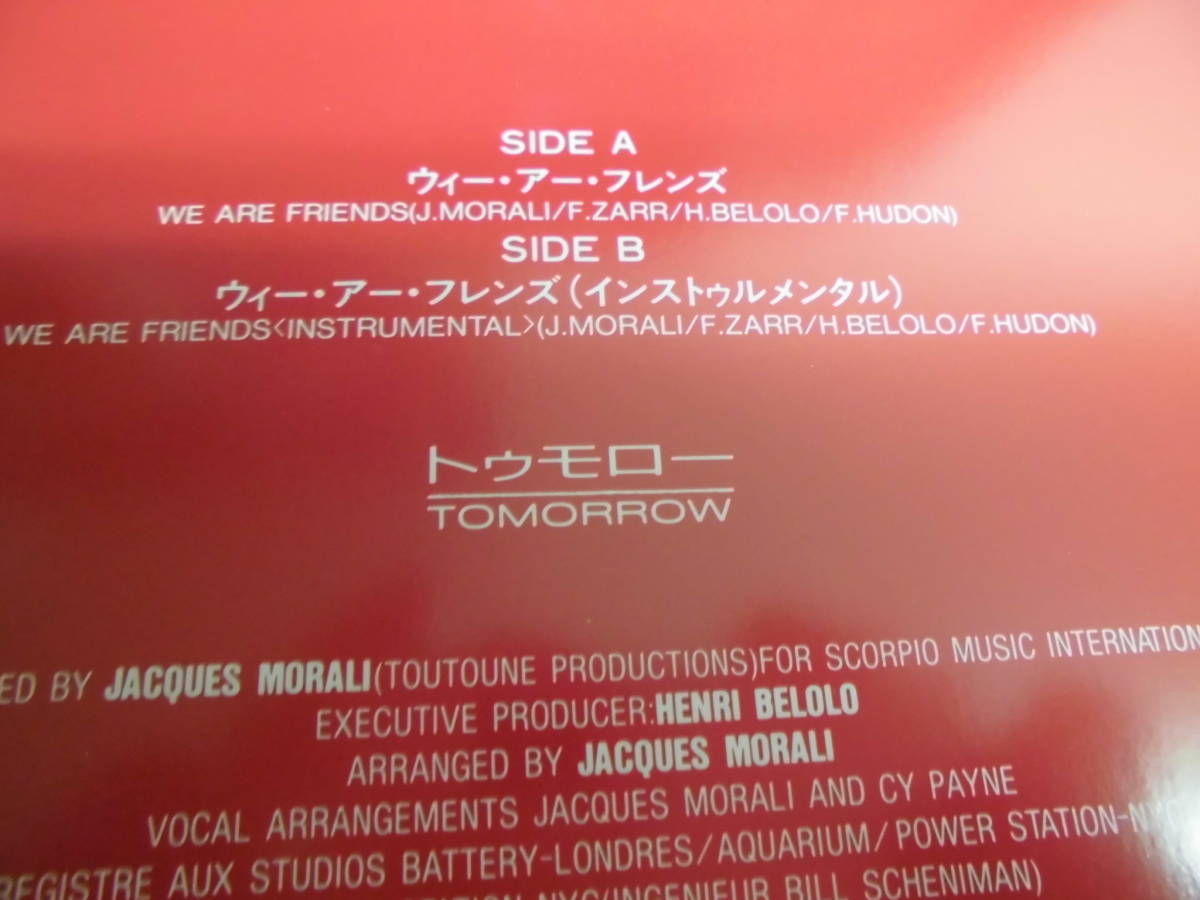 SIDE A
ウィー・アー・フレンズ
WE ARE FRIENDS(J.MORALI/F.ZARR/H.BELOLO/F.HUDON)
SIDE B
ウィー・アー・フレンズ(インストゥルメンタル)
WE ARE FRIENDS<INSTRUMENTAL>(J.MORALI/F.ZARR/H.BELOLO/F.HUDON)
トゥモロー
TOMORROW
BY JACQUES MORALI(TOUTOUNE PRODUCTIONS)FOR SCORPIO MUSIC INTERNATION
EXECUTIVE PRODUCER:HENRI BELOLO
ARRANGED BY JACQUES MORALI
VOCAL ARRANGEMENTS JACQUES MORALI AND CY PAYNE
REGISTRE AUX STUDIOS BATTERY-LONDRES/AQUARIUM/POWER STATION-NYC
NYC(INGENIEUR BILL SCHENIMAN)